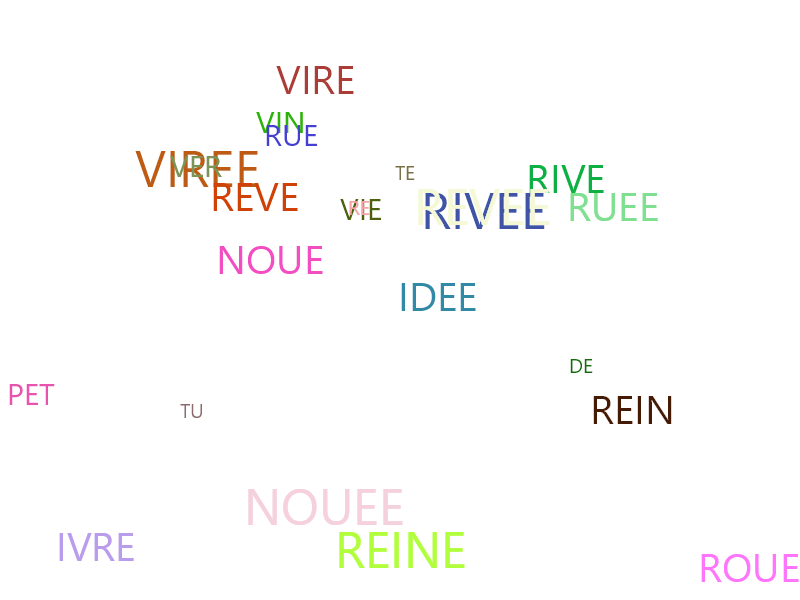 VIRE
VIN
RUE
VIREE
VER
TE
RIVE
REVE
VIE
RE
REVEE
RIVEE
RUEE
NOUE
IDEE
DE
PET
TU
REIN
NOUEE
IVRE
REINE
ROUE